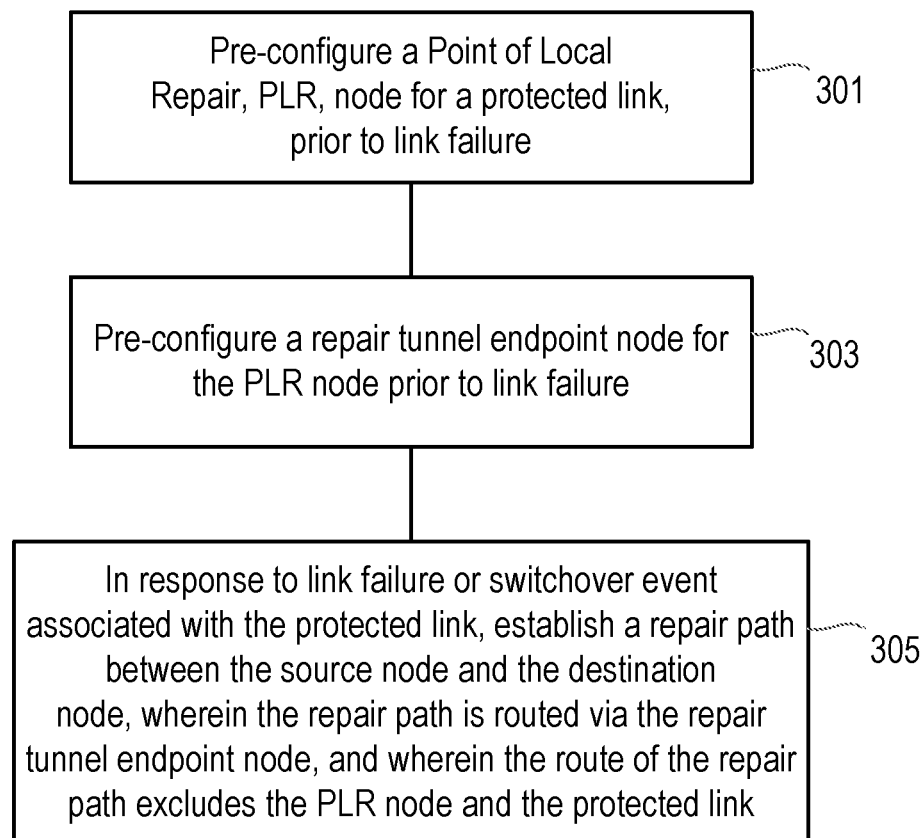 Pre-configure a Point of Local
Repair, PLR, node for a protected link,
prior to link failure
301
Pre-configure a repair tunnel endpoint node for
the PLR node prior to link failure
303
In response to link failure or switchover event
associated with the protected link, establish a repair path
between the source node and the destination
node, wherein the repair path is routed via the repair
tunnel endpoint node, and wherein the route of the repair
path excludes the PLR node and the protected link
305